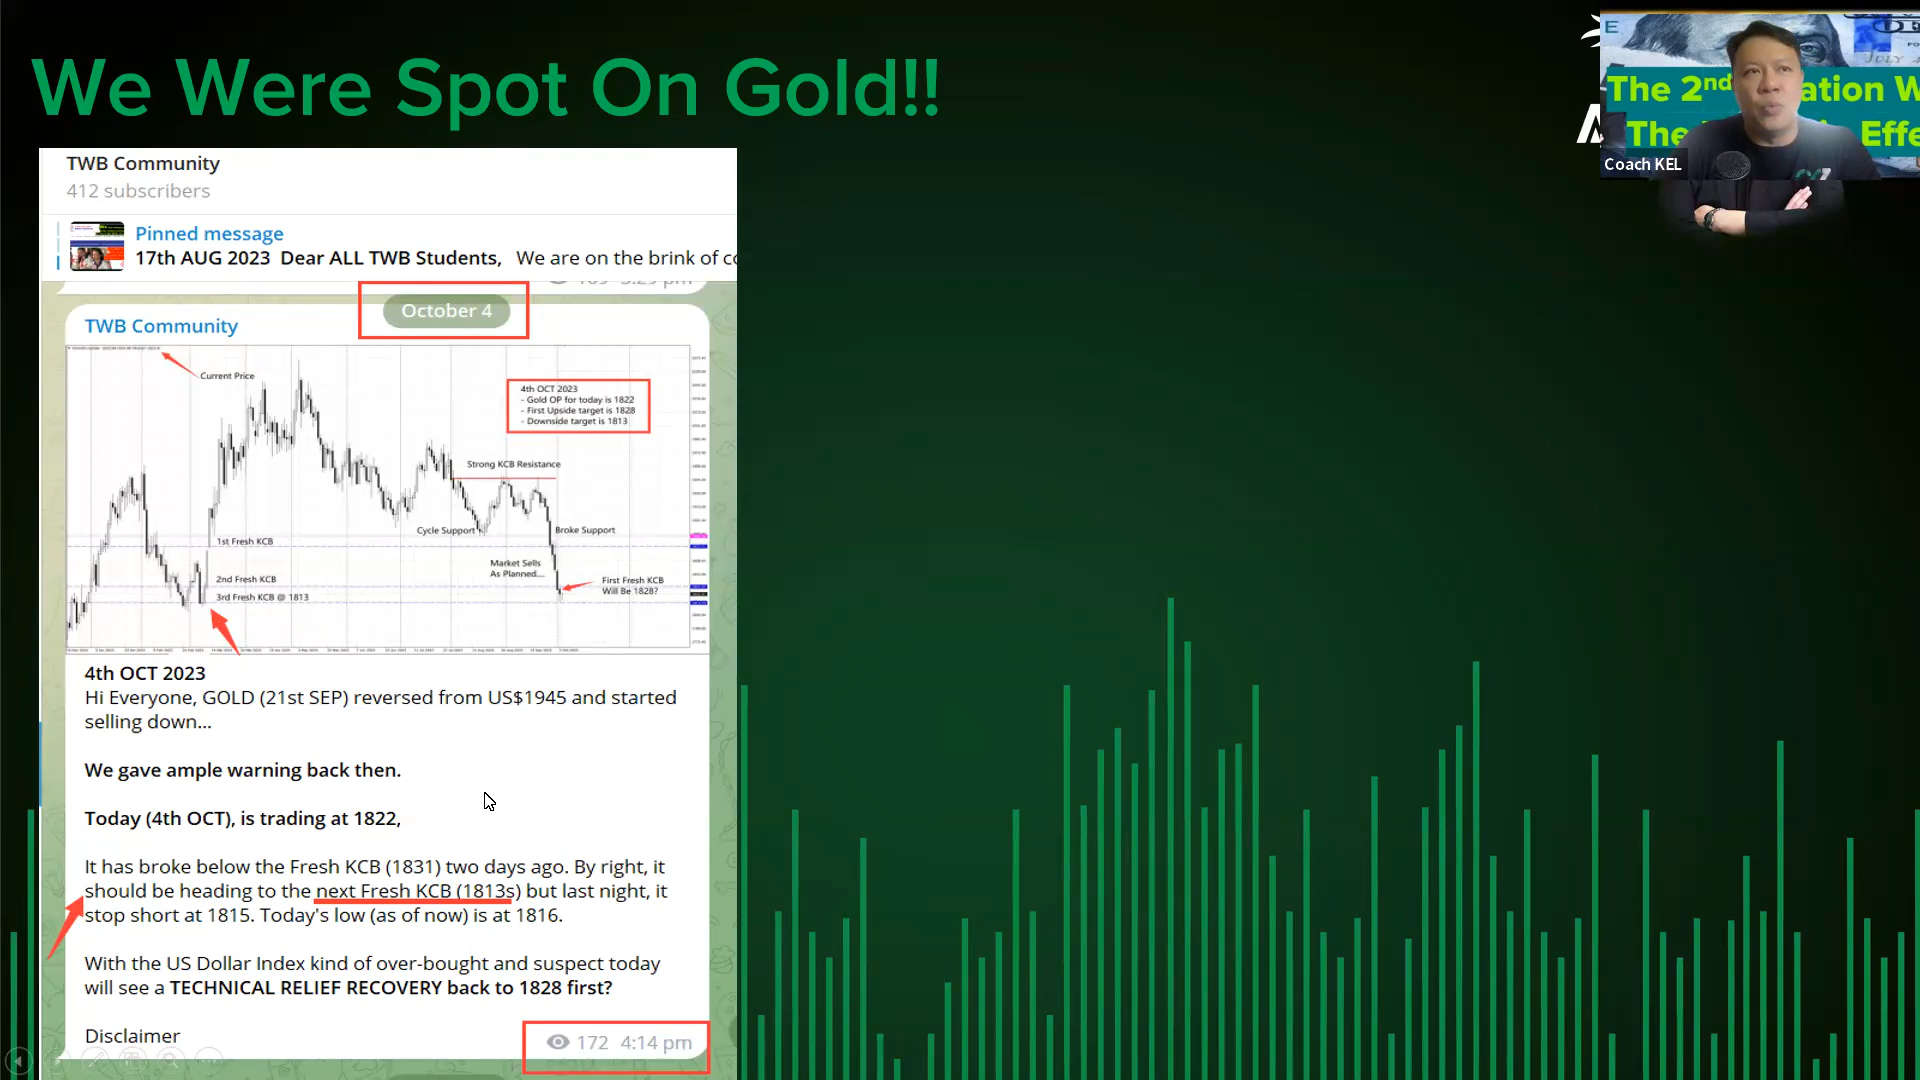 We Were Spot On Gold!!
E
The 2nd
ation W
The
Effe
Coach KEL
TWB Community
412 subscribers
Pinned message
17th AUG 2023 Dear ALL TWB Students, We are on the brink of co
October 4
TWB Community
Current Price
4th OCT 2023
- Gold OP for today is 1822
- First Upside target is 1828
- Downside target is 1813
Strong KCB Resistance
Cycle Support
Broke Support
1st Fresh KCB
Market Sells
As Planned....
2nd Fresh KCB
First Fresh KCB
Will Be 1828?
3rd Fresh KCB @ 1813
4th OCT 2023
Hi Everyone, GOLD (21st SEP) reversed from US$1945 and started
selling down...
We gave ample warning back then.
Today (4th OCT), is trading at 1822,
It has broke below the Fresh KCB (1831) two days ago. By right, it
should be heading to the next Fresh KCB (1813s) but last night, it
stop short at 1815. Today's low (as of now) is at 1816.
With the US Dollar Index kind of over-bought and suspect today
will see a TECHNICAL RELIEF RECOVERY back to 1828 first?
Disclaimer
172 4:14 pm